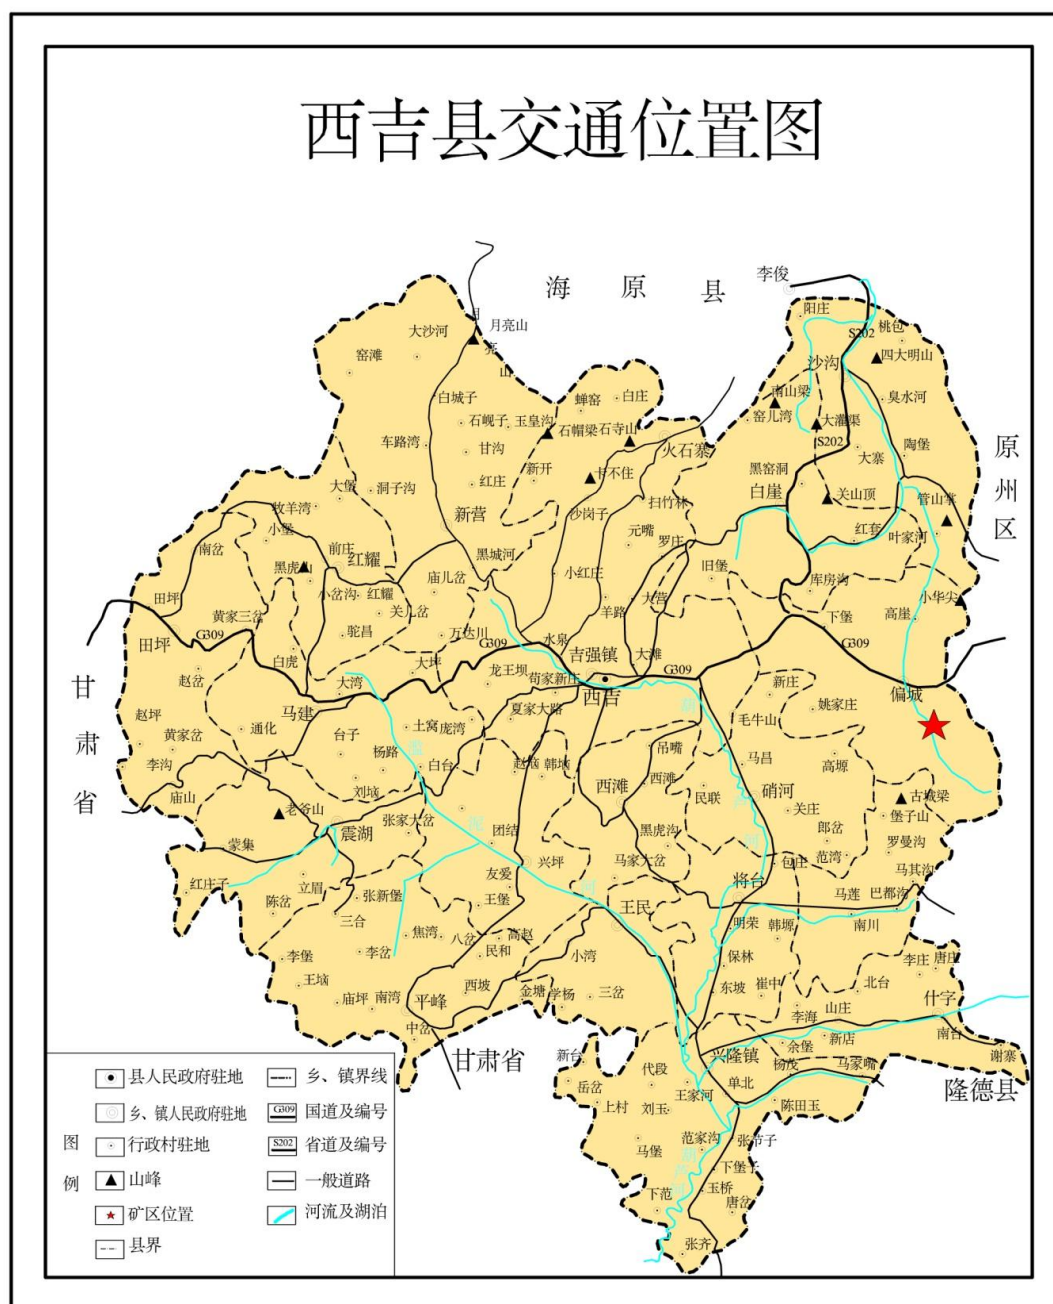 西吉县交通位置图
海原县
李俊
阳庄
S202
桃包
月亮山
月
亮
山
大沙河
窑滩
四大明山
沙沟
白城子
蝉窑
白庄
南山梁
臭水河
石岘子
玉皇沟
石帽梁
石寺山
窑儿湾
大灌渠
S202
车路湾
甘沟
火石寨
大寨
陶堡
原州区
新开
卡不住
黑窑洞
洞子沟
红庄
大堡
白崖
关山顶
管山掌
牧羊湾
新营
沙岗子
扫竹林
小堡
元嘴
红套
叶家河
南岔
前庄
红耀
黑城河
罗庄
黑虎山
庙儿岔
小红庄
旧堡
库房沟
小岔沟
红耀
小华尖
田坪
黄家三岔
关儿岔
羊路
大营
下堡
高崖
田坪
G309
驼昌
万达川
G309
水泉
G309
白虎
大坪
龙王坝
吉强镇
大滩
G309
甘肃省
赵岔
大湾
苟家新庄
西吉
新庄
偏城
马建
夏家大路
葫
芦
河
姚家庄
赵坪
通化
土窝
庞湾
毛牛山
黄家岔
台子
杨路
滥
泥
河
吊嘴
马昌
高塬
李沟
白台
赵垴
韩垴
西滩
西滩
民联
硝河
庙山
刘垴
关庄
古城梁
老爷山
堡子山
震湖
张家大岔
团结
黑虎沟
郎岔
蒙集
兴坪
马家大岔
包庄
范湾
罗曼沟
红庄子
立眉
友爱
将台
马其沟
张新堡
王堡
王民
马莲
巴都沟
陈岔
三合
明荣
韩塬
南川
焦湾
八岔
高赵
李堡
李岔
民和
小湾
保林
李庄
唐庄
王垴
西坡
东坡
崔中
北台
庙坪
南湾
平峰
金塘
学杨
三岔
李海
山庄
什字
中岔
新店
南台
甘肃省
新台
代段
兴隆镇
余堡
谢寨
杨茂
马家嘴
岳岔
王家河
单北
隆德县
上村
刘玉
陈田玉
范家沟
张节子
马堡
葫
芦
河
下堡子
下范
玉桥
唐岔
张齐
图例
县人民政府驻地
乡、镇界线
乡、镇人民政府驻地
G309
国道及编号
行政村驻地
S202
省道及编号
山峰
一般道路
矿区位置
河流及湖泊
县界